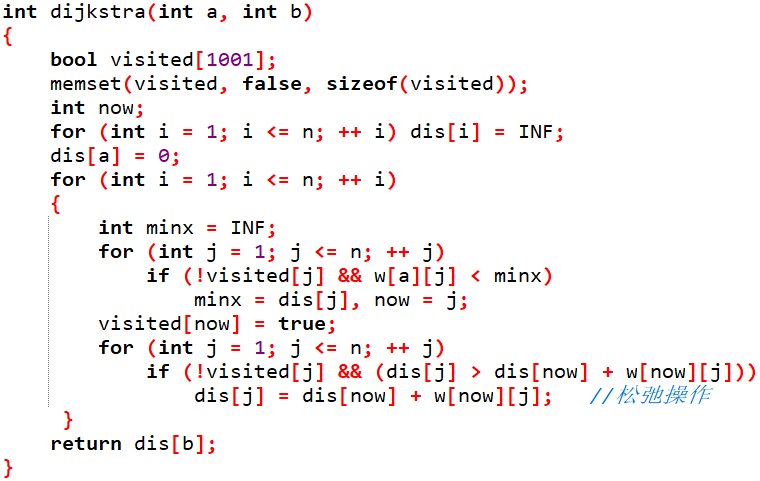 int dijkstra(int a, int b)
{
    bool visited[1001];
    memset(visited, false, sizeof(visited));
    int now;
    for (int i = 1; i <= n; ++ i) dis[i] = INF;
    dis[a] = 0;
    for (int i = 1; i <= n; ++ i)
    {
        int minx = INF;
        for (int j = 1; j <= n; ++ j)
            if (!visited[j] && w[a][j] < minx)
                minx = dis[j], now = j;
        visited[now] = true;
        for (int j = 1; j <= n; ++ j)
            if (!visited[j] && (dis[j] > dis[now] + w[now][j]))
                dis[j] = dis[now] + w[now][j];   //松弛操作
     }
    return dis[b];
}